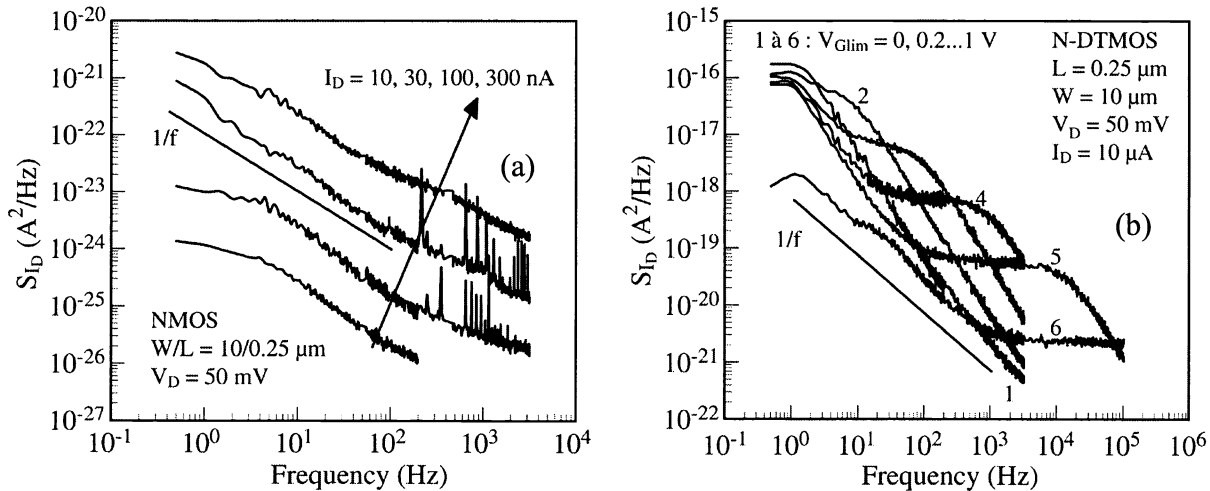 10^-20
10^-21
10^-22
10^-23
10^-24
10^-25
10^-26
10^-27
S_{I_D} (A^2/Hz)
I_D = 10, 30, 100, 300 nA
1/f
(a)
NMOS
W/L = 10/0.25 µm
V_D = 50 mV
10^-1 10^0 10^1 10^2 10^3 10^4
Frequency (Hz)
10^-15
10^-16
10^-17
10^-18
10^-19
10^-20
10^-21
10^-22
S_{I_D} (A^2/Hz)
1 à 6 : V_Glim = 0, 0.2...1 V
N-DTMOS
L = 0.25 µm
W = 10 µm
V_D = 50 mV
I_D = 10 µA
2
4
(b)
1/f
5
6
1
10^-1 10^0 10^1 10^2 10^3 10^4 10^5 10^6
Frequency (Hz)